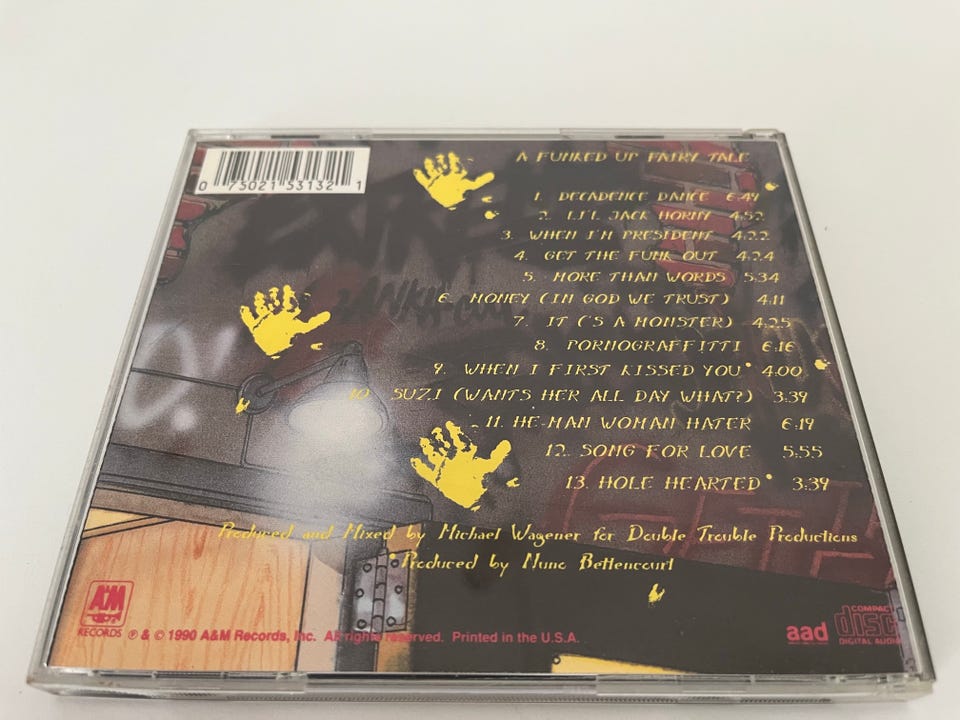 0 75021 53132 1
A FUNKED UP FAIRY TALE
1. DECADENCE DANCE 6:49
2. LI'L JACK HORNY 4:52
3. WHEN I'M PRESIDENT 4:22
4. GET THE FUNK OUT 4:24
5. MORE THAN WORDS 5:34
6. MONEY (IN GOD WE TRUST) 4:11
7. IT ('S A MONSTER) 4:25
8. PORNOGRAFFITTI 6:16
9. WHEN I FIRST KISSED YOU* 4:00
10. SUZI (WANTS HER ALL DAY WHAT?) 3:39
11. HE-MAN WOMAN HATER 6:19
12. SONG FOR LOVE 5:55
13. HOLE HEARTED* 3:39
Produced and Mixed by Michael Wagener for Double Trouble Productions
*Produced by Nuno Bettencourt
A&M
RECORDS
℗ & © 1990 A&M Records, Inc. All rights reserved. Printed in the U.S.A.
aad
COMPACT
disc
DIGITAL AUDIO